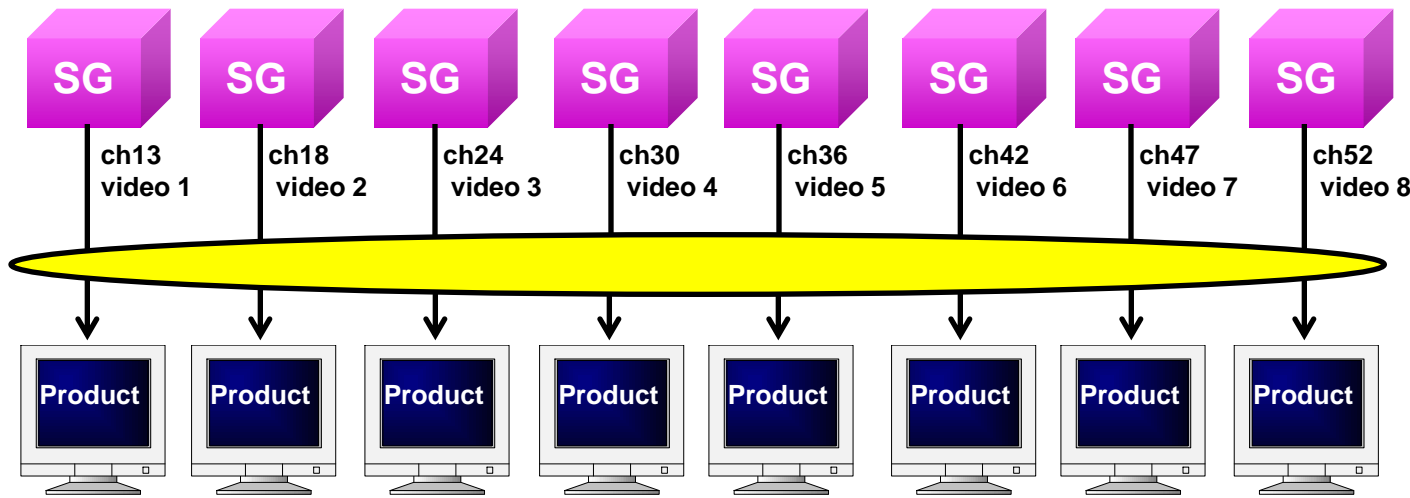 SG SG SG SG SG SG SG SG
ch13 ch18 ch24 ch30 ch36 ch42 ch47 ch52
video 1 video 2 video 3 video 4 video 5 video 6 video 7 video 8
Product Product Product Product Product Product Product Product